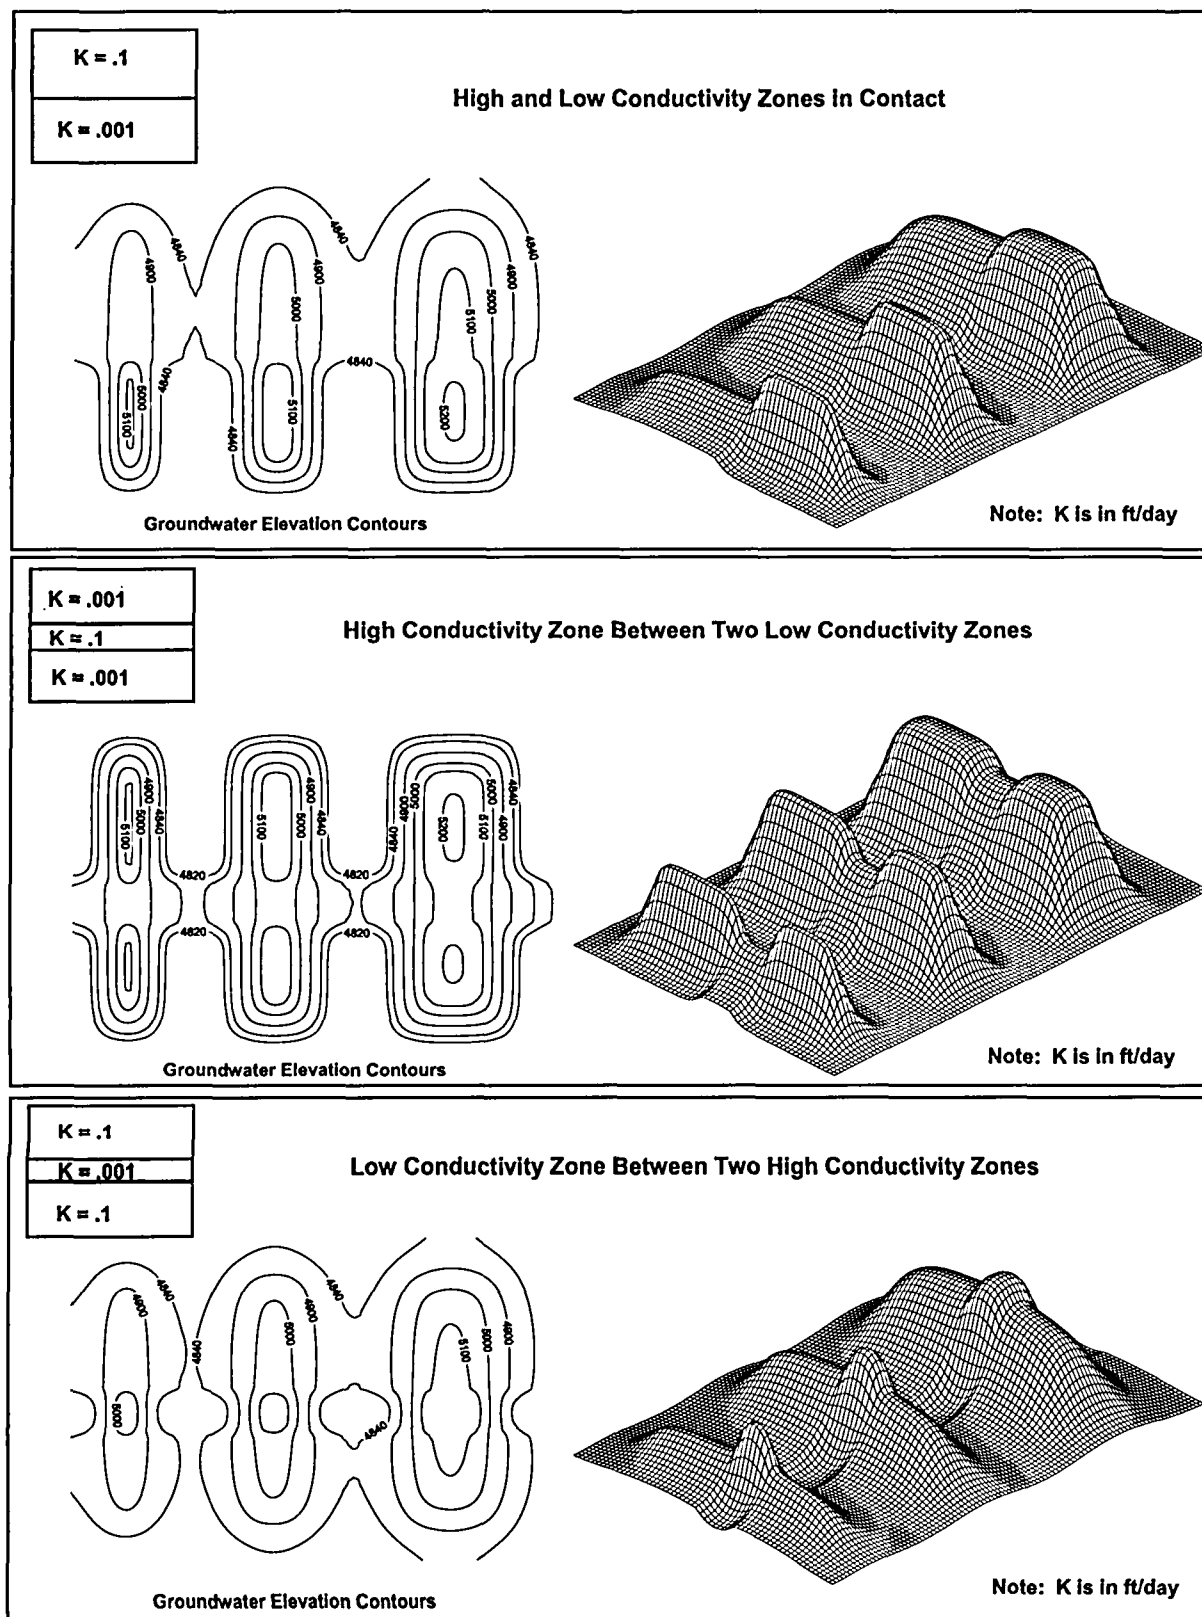 K = .1
K = .001
High and Low Conductivity Zones in Contact
4840
4840
4840
4900
4900
4900
5000
5000
5100
4840
4840
4840
5000
5100
5100
5200
Groundwater Elevation Contours
Note: K is in ft/day
K = .001
K = .1
K = .001
High Conductivity Zone Between Two Low Conductivity Zones
4900
4840
5000
5100
4900
4840
5000
5100
5000
4900
4840
5200
5100
5000
4900
4840
4820
4820
4820
4820
Groundwater Elevation Contours
Note: K is in ft/day
K = .1
K = .001
K = .1
Low Conductivity Zone Between Two High Conductivity Zones
4840
4900
4840
4900
5000
4840
5100
5000
4900
5000
4840
Groundwater Elevation Contours
Note: K is in ft/day